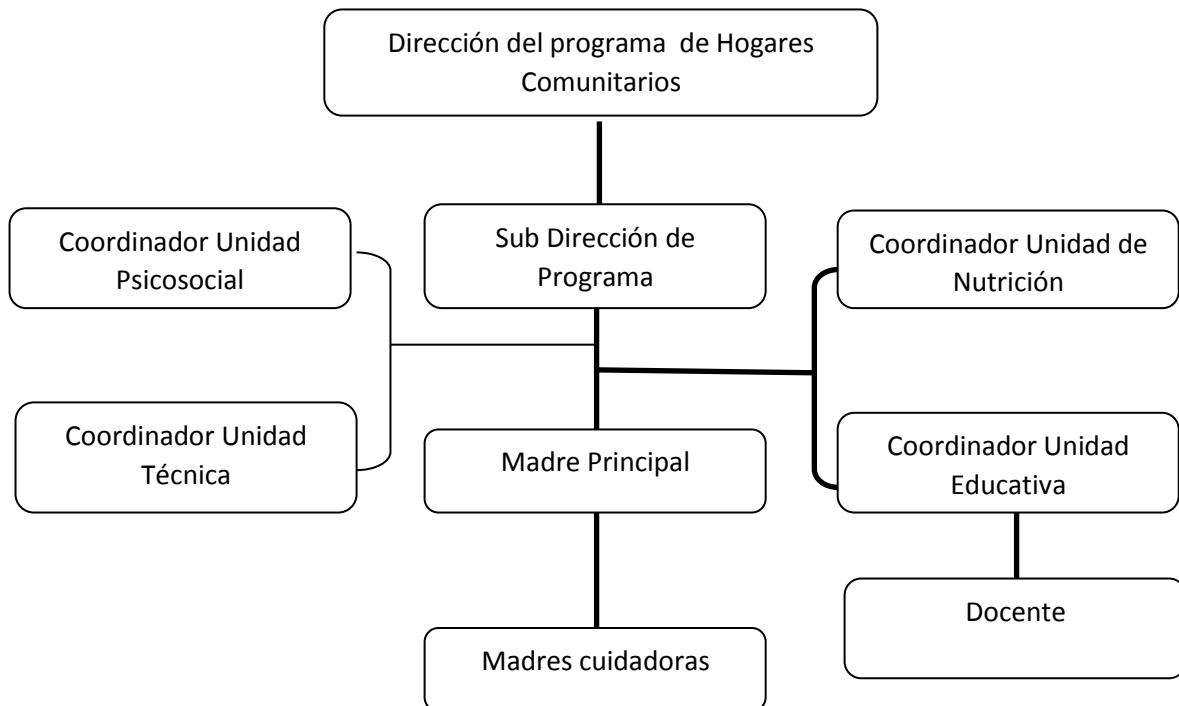 Dirección del programa de Hogares
Comunitarios
Coordinador Unidad
Psicosocial
Sub Dirección de
Programa
Coordinador Unidad de
Nutrición
Coordinador Unidad
Técnica
Madre Principal
Coordinador Unidad
Educativa
Madres cuidadoras
Docente